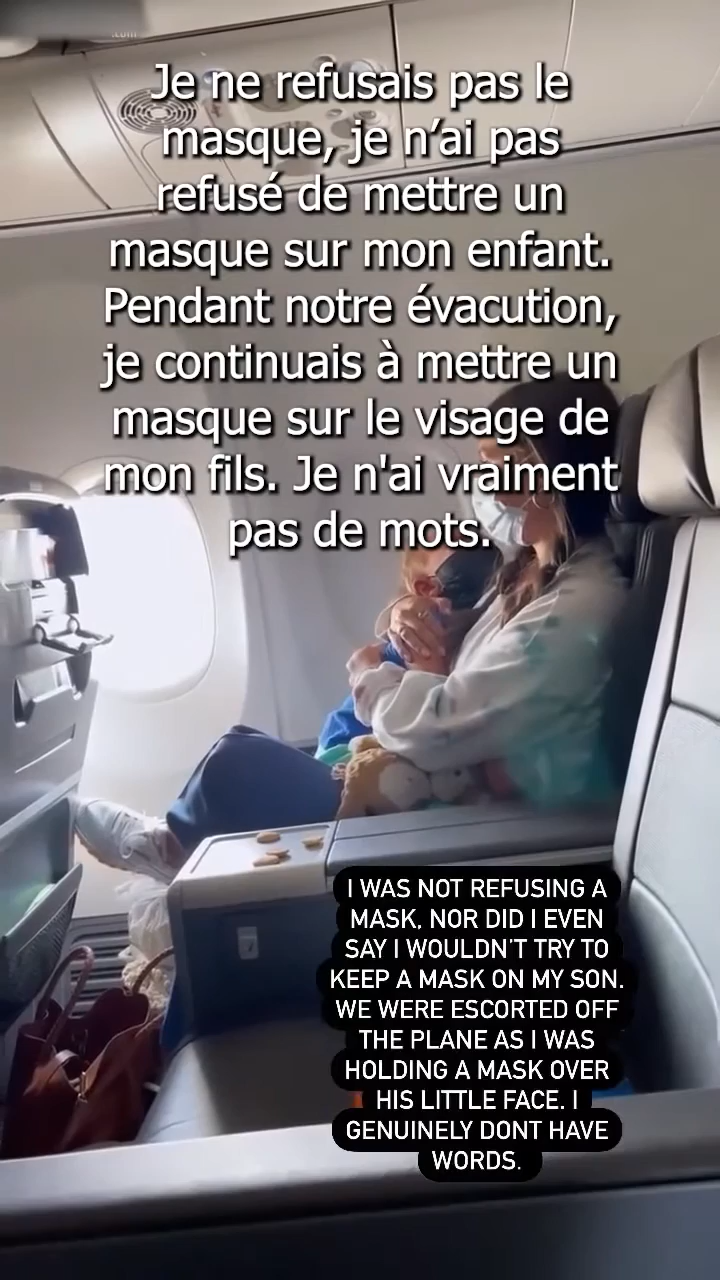 .com
Je ne refusais pas le
masque, je n’ai pas
refusé de mettre un
masque sur mon enfant.
Pendant notre évacution,
je continuais à mettre un
masque sur le visage de
mon fils. Je n'ai vraiment
pas de mots.
I WAS NOT REFUSING A
MASK, NOR DID I EVEN
SAY I WOULDN’T TRY TO
KEEP A MASK ON MY SON.
WE WERE ESCORTED OFF
THE PLANE AS I WAS
HOLDING A MASK OVER
HIS LITTLE FACE. I
GENUINELY DONT HAVE
WORDS.